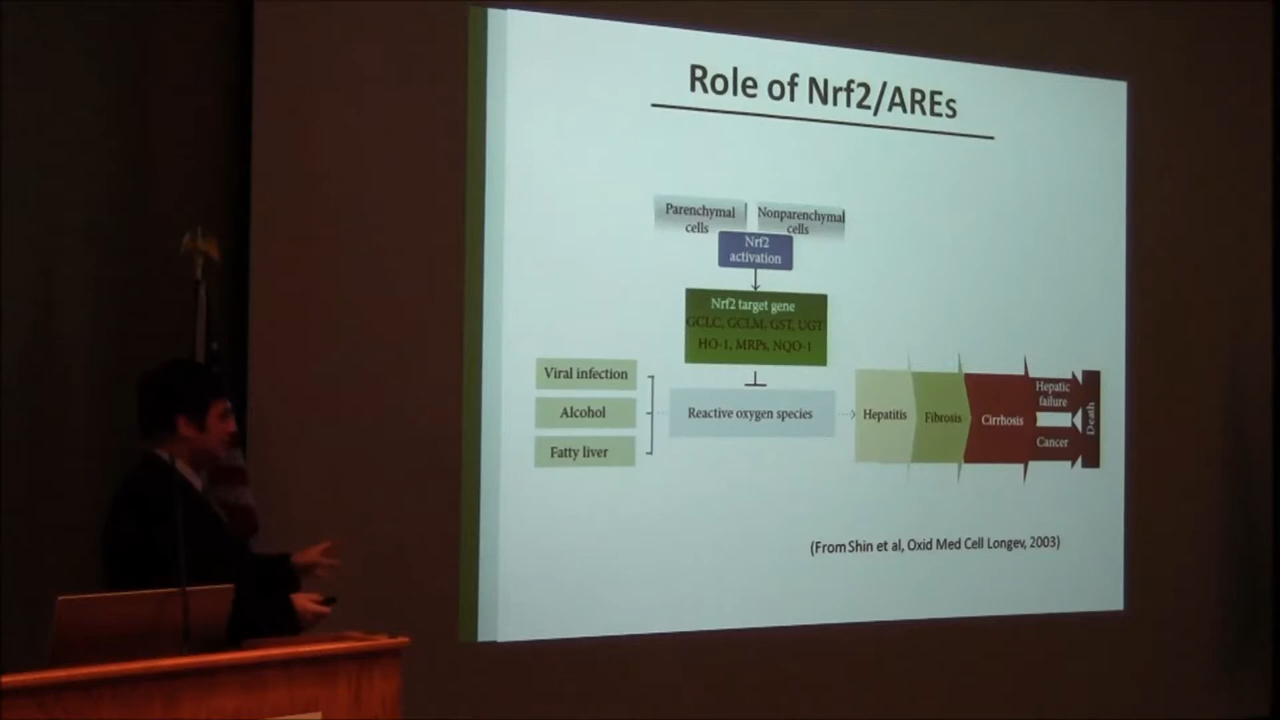 Role of Nrf2/AREs
Parenchymal
cells
Nonparenchymal
cells
Nrf2
activation
Nrf2 target gene
GCLC, GCLM, GST, UGT
HO-1, MRPs, NQO-1
Viral infection
Alcohol
Fatty liver
Reactive oxygen species
Hepatitis
Fibrosis
Cirrhosis
Hepatic
failure
Cancer
Death
(From Shin et al, Oxid Med Cell Longev, 2003)